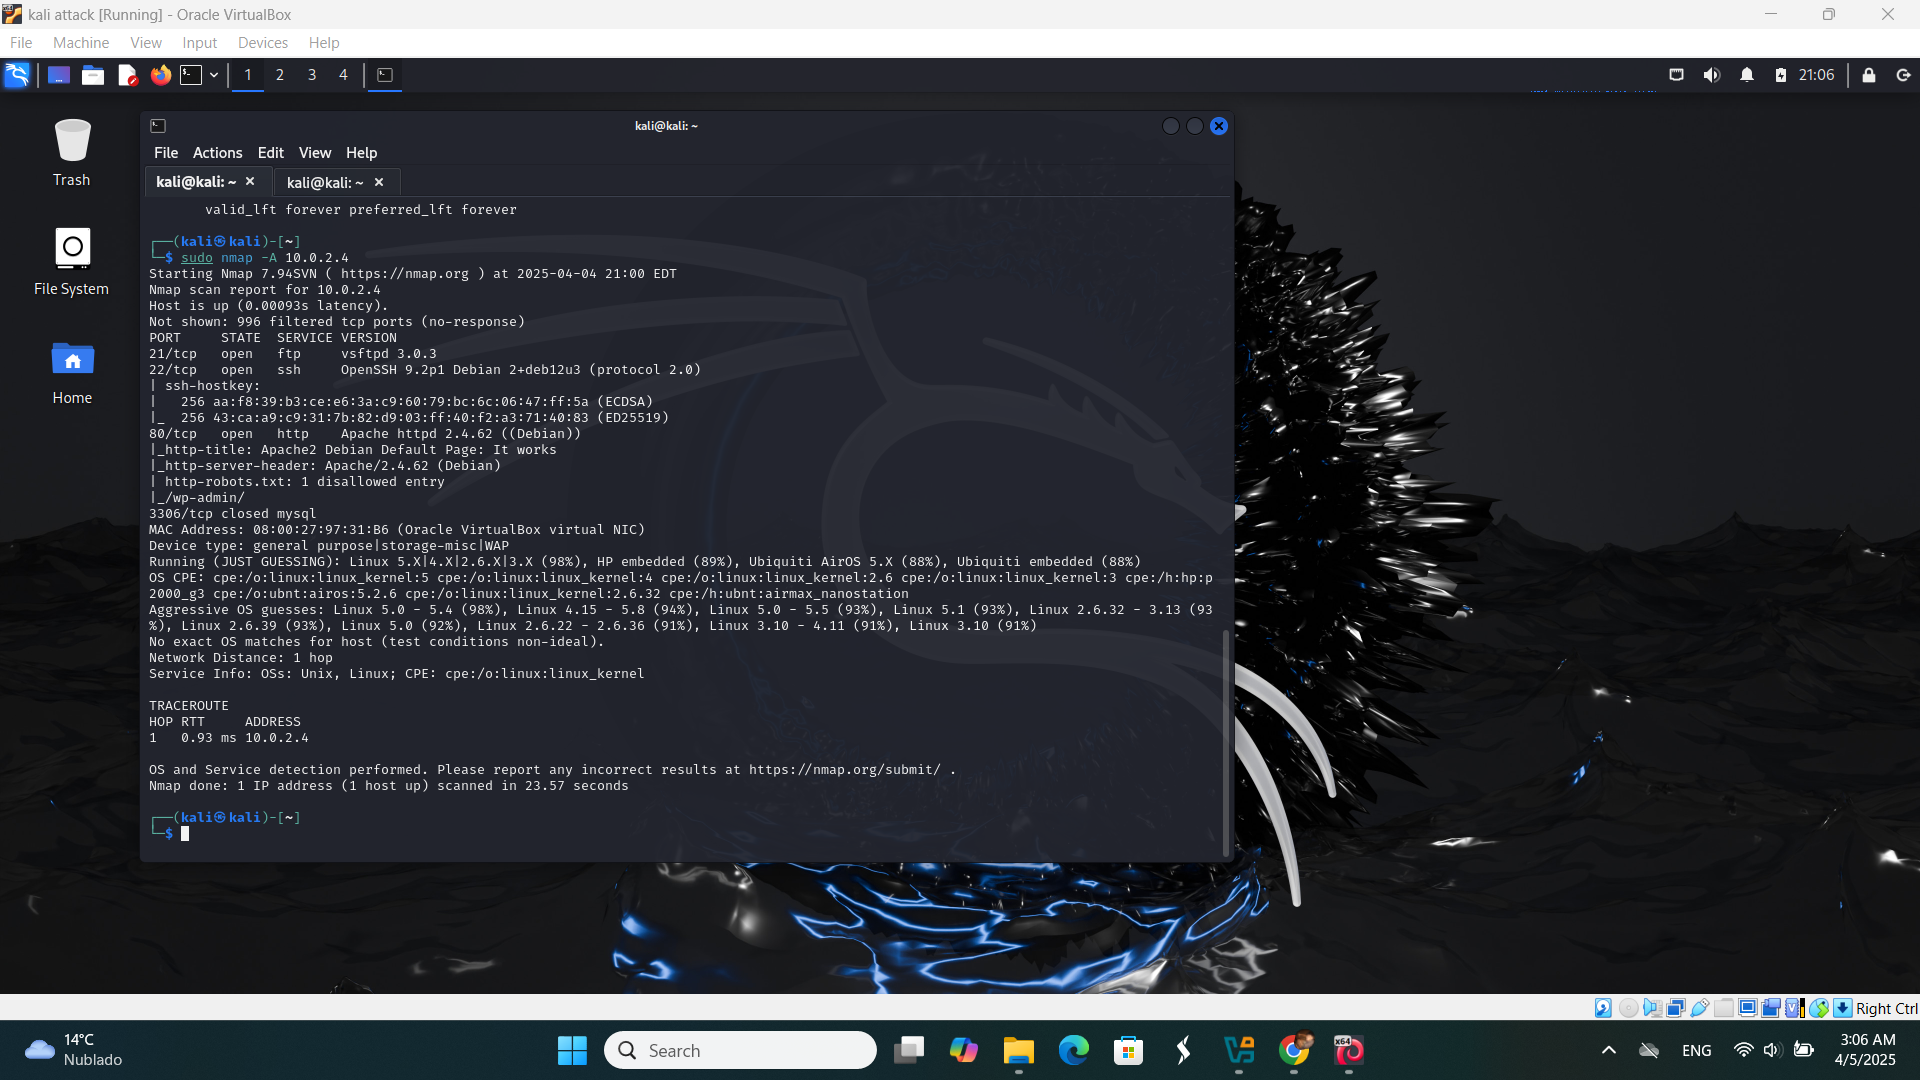 kali attack [Running] - Oracle VirtualBox
File Machine View Input Devices Help
1 2 3 4
21:06
Trash
File System
Home
kali@kali: ~
File Actions Edit View Help
kali@kali: ~ kali@kali: ~
valid_lft forever preferred_lft forever
┌──(kali㉿kali)-[~]
└─$ sudo nmap -A 10.0.2.4
Starting Nmap 7.94SVN ( https://nmap.org ) at 2025-04-04 21:00 EDT
Nmap scan report for 10.0.2.4
Host is up (0.00093s latency).
Not shown: 996 filtered tcp ports (no-response)
PORT     STATE  SERVICE VERSION
21/tcp   open   ftp     vsftpd 3.0.3
22/tcp   open   ssh     OpenSSH 9.2p1 Debian 2+deb12u3 (protocol 2.0)
| ssh-hostkey:
|   256 aa:f8:39:b3:ce:e6:3a:c9:60:79:bc:6c:06:47:ff:5a (ECDSA)
|_  256 43:ca:a9:c9:31:7b:82:d9:03:ff:40:f2:a3:71:40:83 (ED25519)
80/tcp   open   http    Apache httpd 2.4.62 ((Debian))
|_http-title: Apache2 Debian Default Page: It works
|_http-server-header: Apache/2.4.62 (Debian)
| http-robots.txt: 1 disallowed entry
|_/wp-admin/
3306/tcp closed mysql
MAC Address: 08:00:27:97:31:B6 (Oracle VirtualBox virtual NIC)
Device type: general purpose|storage-misc|WAP
Running (JUST GUESSING): Linux 5.X|4.X|2.6.X|3.X (98%), HP embedded (89%), Ubiquiti AirOS 5.X (88%), Ubiquiti embedded (88%)
OS CPE: cpe:/o:linux:linux_kernel:5 cpe:/o:linux:linux_kernel:4 cpe:/o:linux:linux_kernel:2.6 cpe:/o:linux:linux_kernel:3 cpe:/h:hp:p
2000_g3 cpe:/o:ubnt:airos:5.2.6 cpe:/o:linux:linux_kernel:2.6.32 cpe:/h:ubnt:airmax_nanostation
Aggressive OS guesses: Linux 5.0 - 5.4 (98%), Linux 4.15 - 5.8 (94%), Linux 5.0 - 5.5 (93%), Linux 5.1 (93%), Linux 2.6.32 - 3.13 (93
%), Linux 2.6.39 (93%), Linux 5.0 (92%), Linux 2.6.22 - 2.6.36 (91%), Linux 3.10 - 4.11 (91%), Linux 3.10 (91%)
No exact OS matches for host (test conditions non-ideal).
Network Distance: 1 hop
Service Info: OSs: Unix, Linux; CPE: cpe:/o:linux:linux_kernel
TRACEROUTE
HOP RTT     ADDRESS
1   0.93 ms 10.0.2.4
OS and Service detection performed. Please report any incorrect results at https://nmap.org/submit/ .
Nmap done: 1 IP address (1 host up) scanned in 23.57 seconds
┌──(kali㉿kali)-[~]
└─$
Right Ctrl
14°C
Nublado
Search
ENG
3:06 AM
4/5/2025